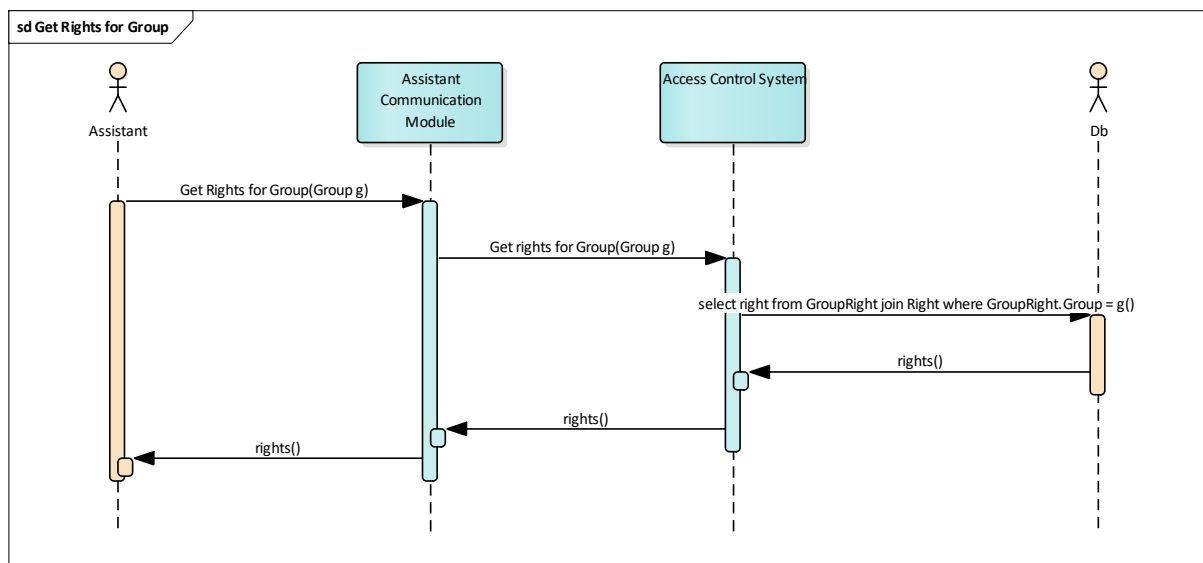 sd Get Rights for Group
Assistant
Assistant
Communication
Module
Access Control System
Db
Get Rights for Group(Group g)
Get rights for Group(Group g)
select right from GroupRight join Right where GroupRight.Group = g()
rights()
rights()
rights()